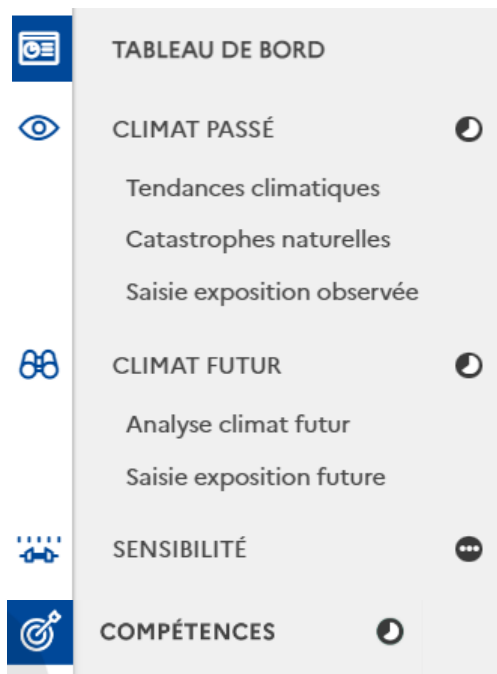 TABLEAU DE BORD
CLIMAT PASSÉ
Tendances climatiques
Catastrophes naturelles
Saisie exposition observée
CLIMAT FUTUR
Analyse climat futur
Saisie exposition future
SENSIBILITÉ
COMPÉTENCES